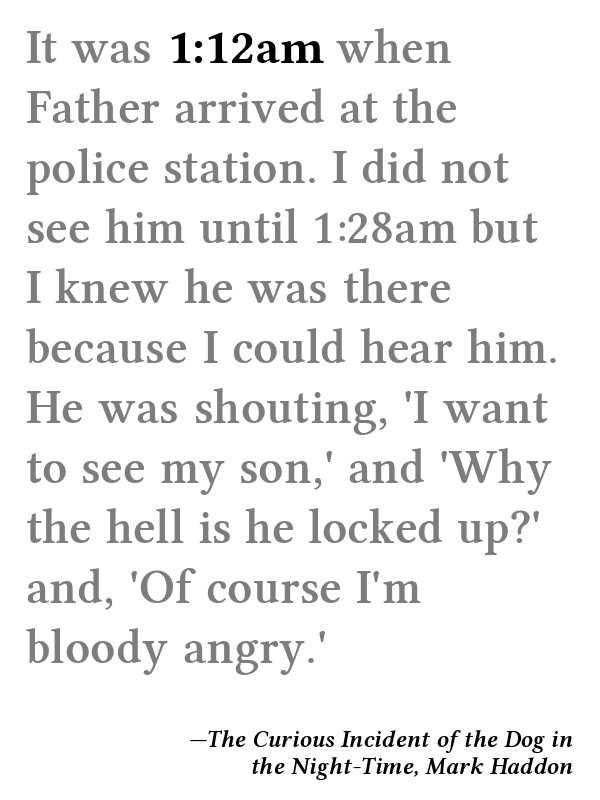 It was 1:12am when
Father arrived at the
police station. I did not
see him until 1:28am but
I knew he was there
because I could hear him.
He was shouting, 'I want
to see my son,' and 'Why
the hell is he locked up?'
and, 'Of course I'm
bloody angry.'
—The Curious Incident of the Dog in
the Night-Time, Mark Haddon